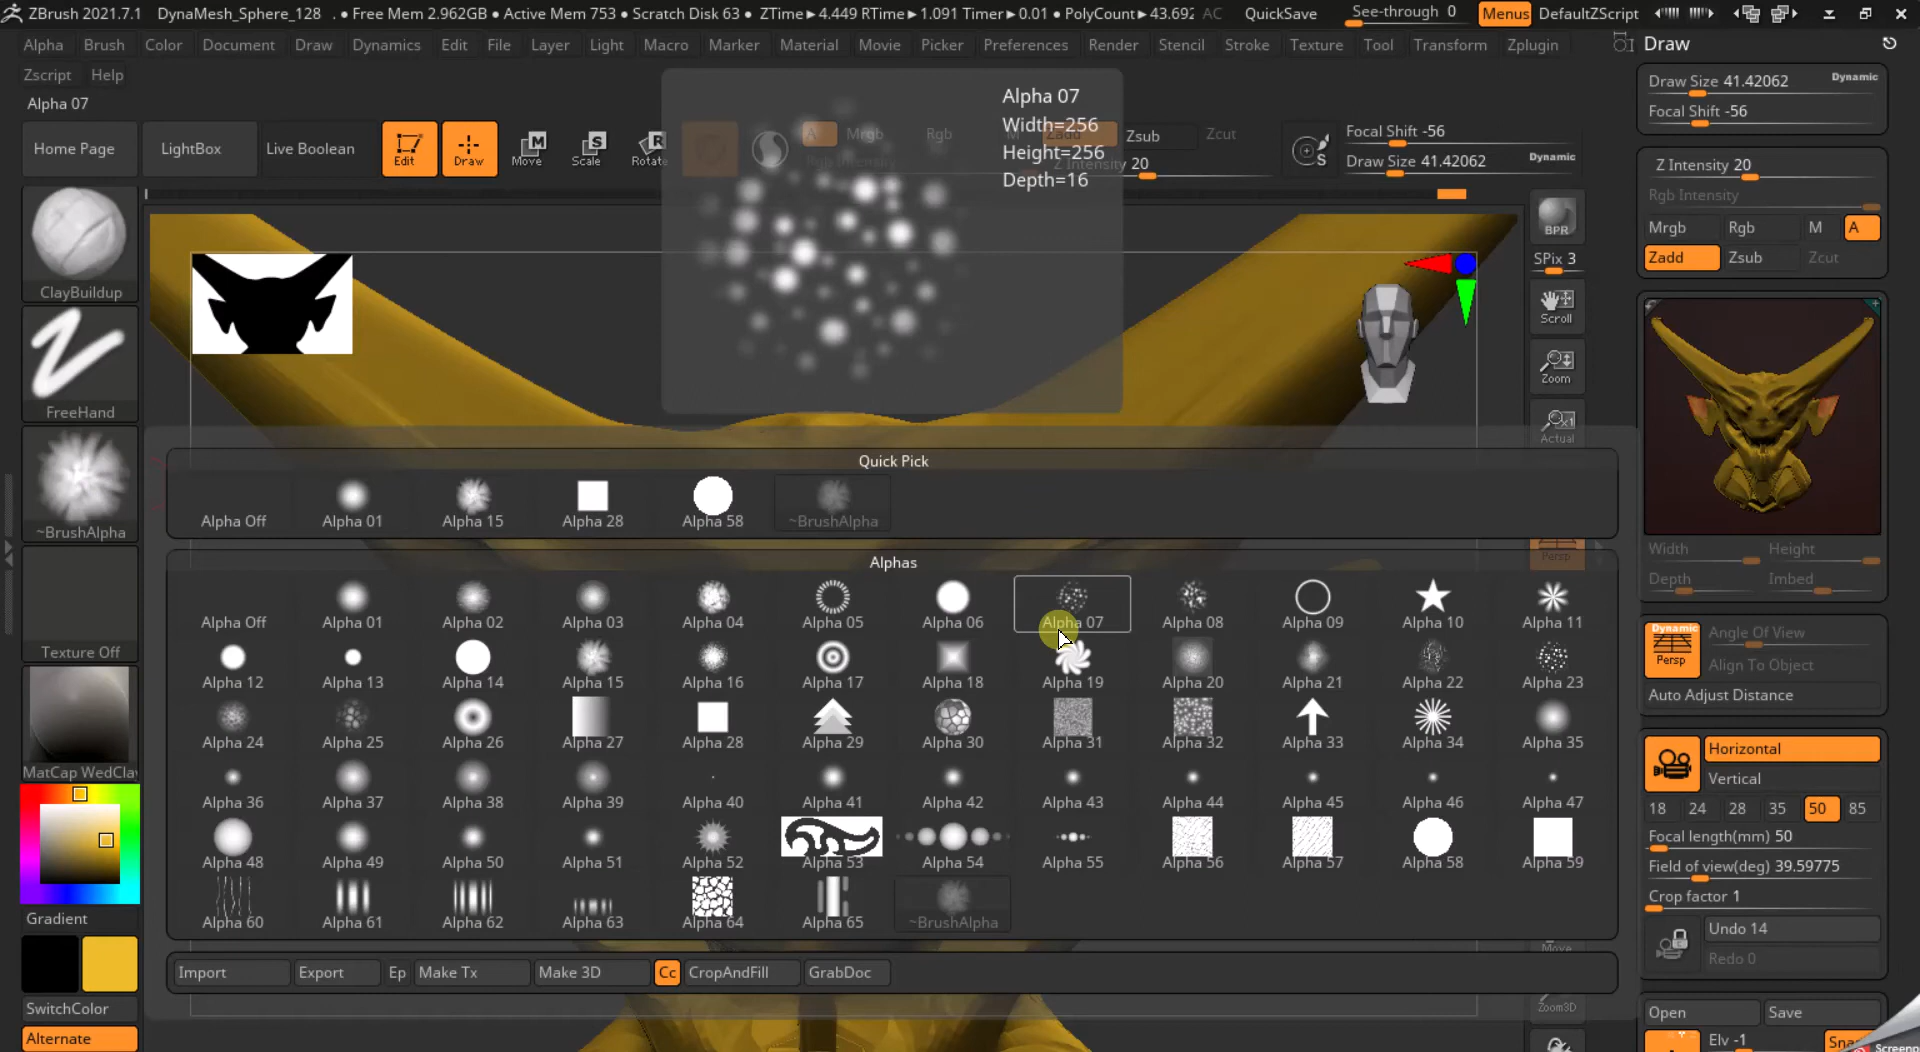 ZBrush 2021.7.1 DynaMesh_Sphere_128 . • Free Mem 2.962GB • Active Mem 753 • Scratch Disk 63 • ZTime►4.449 RTime►1.091 Timer►0.01 • PolyCount►43.692 AC QuickSave See-through 0 Menus DefaultZScript
Alpha Brush Color Document Draw Dynamics Edit File Layer Light Macro Marker Material Movie Picker Preferences Render Stencil Stroke Texture Tool Transform Zplugin
Zscript Help
Alpha 07
Home Page LightBox Live Boolean Edit Draw Move Scale Rotate A Mrgb Rgb M Zadd Zsub Zcut
Rgb Intensity Z Intensity 20
S Focal Shift -56
Draw Size 41.42062 Dynamic
Alpha 07
Width=256
Height=256
Depth=16
ClayBuildup
FreeHand
~BrushAlpha
Texture Off
MatCap WedClay
Gradient
SwitchColor
Alternate
Quick Pick
Alpha Off Alpha 01 Alpha 15 Alpha 28 Alpha 58 ~BrushAlpha
Alphas
Alpha Off Alpha 01 Alpha 02 Alpha 03 Alpha 04 Alpha 05 Alpha 06 Alpha 07 Alpha 08 Alpha 09 Alpha 10 Alpha 11
Alpha 12 Alpha 13 Alpha 14 Alpha 15 Alpha 16 Alpha 17 Alpha 18 Alpha 19 Alpha 20 Alpha 21 Alpha 22 Alpha 23
Alpha 24 Alpha 25 Alpha 26 Alpha 27 Alpha 28 Alpha 29 Alpha 30 Alpha 31 Alpha 32 Alpha 33 Alpha 34 Alpha 35
Alpha 36 Alpha 37 Alpha 38 Alpha 39 Alpha 40 Alpha 41 Alpha 42 Alpha 43 Alpha 44 Alpha 45 Alpha 46 Alpha 47
Alpha 48 Alpha 49 Alpha 50 Alpha 51 Alpha 52 Alpha 53 Alpha 54 Alpha 55 Alpha 56 Alpha 57 Alpha 58 Alpha 59
Alpha 60 Alpha 61 Alpha 62 Alpha 63 Alpha 64 Alpha 65 ~BrushAlpha
Import Export Ep Make Tx Make 3D Cc CropAndFill GrabDoc
BPR
SPix 3
Scroll
Zoom
Actual
Persp
Move
Zoom3D
Draw
Draw Size 41.42062 Dynamic
Focal Shift -56
Z Intensity 20
Rgb Intensity
Mrgb Rgb M A
Zadd Zsub Zcut
Width Height
Depth Imbed
Dynamic
Persp
Angle Of View
Align To Object
Auto Adjust Distance
Horizontal
Vertical
18 24 28 35 50 85
Focal length(mm) 50
Field of view(deg) 39.59775
Crop factor 1
Undo 14
Redo 0
Open Save
Elv -1